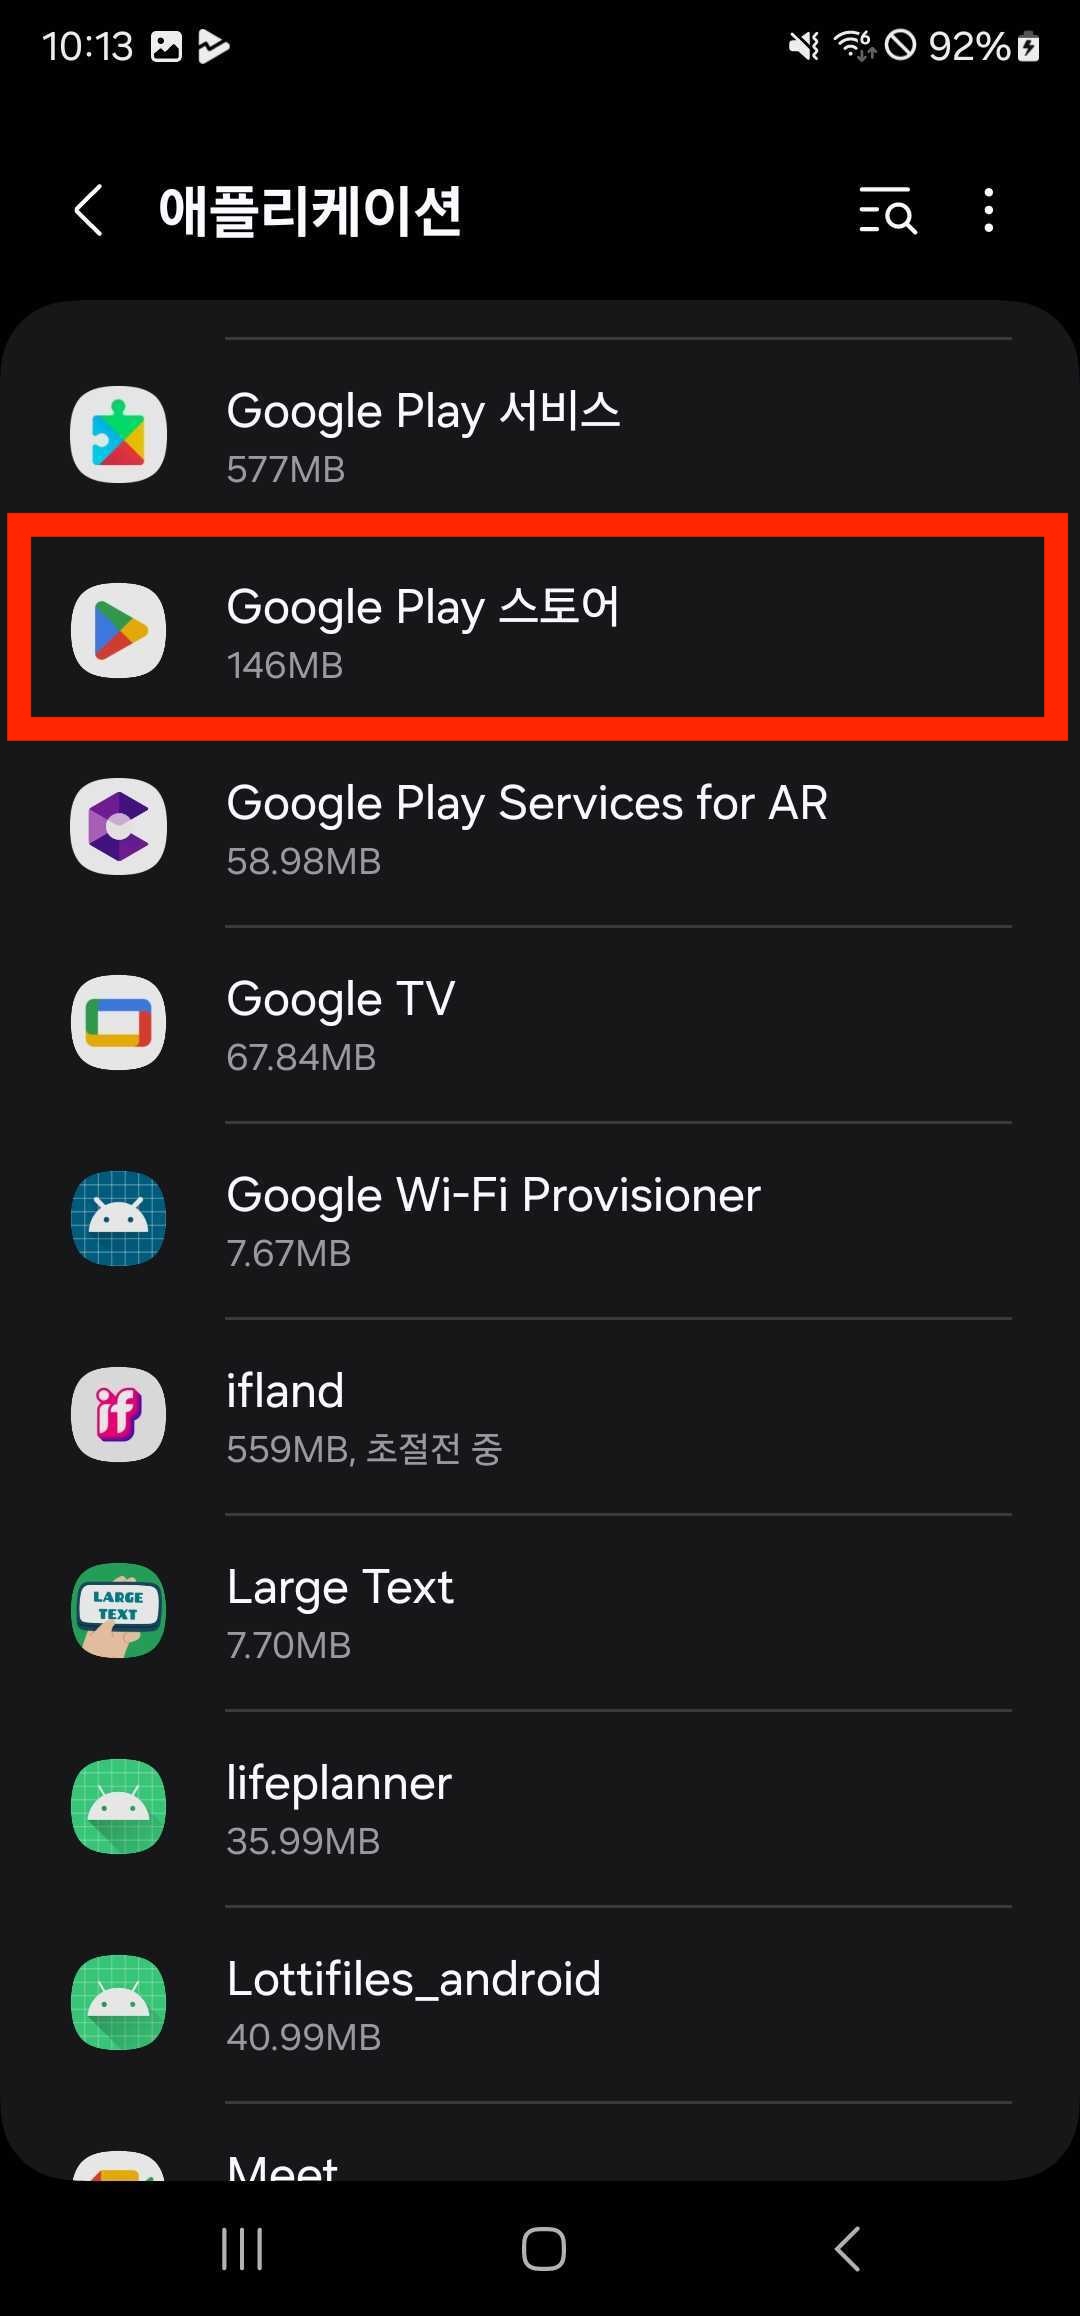 10:13
6
92%
애플리케이션
Google Play 서비스
577MB
Google Play 스토어
146MB
Google Play Services for AR
58.98MB
Google TV
67.84MB
Google Wi-Fi Provisioner
7.67MB
if
ifland
559MB, 초절전 중
LARGE
TEXT
Large Text
7.70MB
lifeplanner
35.99MB
Lottifiles_android
40.99MB
Meet